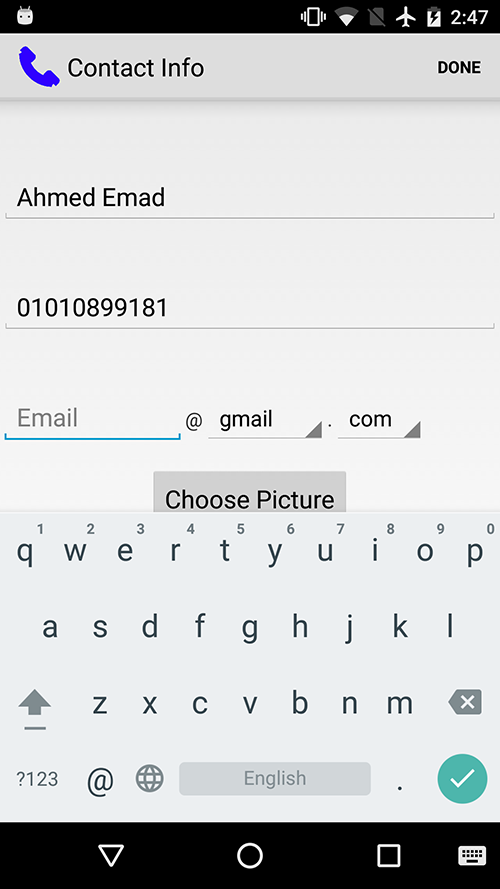 2:47
Contact Info DONE
Ahmed Emad
01010899181
Email @ gmail . com
Choose Picture
1 2 3 4 5 6 7 8 9 0
q w e r t y u i o p
a s d f g h j k l
z x c v b n m
?123 @ English .